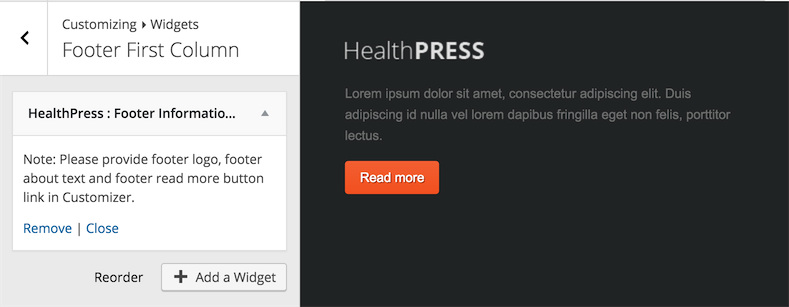 Customizing ▸ Widgets
Footer First Column
HealthPress : Footer Informatio...
Note: Please provide footer logo, footer
about text and footer read more button
link in Customizer.
Remove | Close
Reorder
Add a Widget
HealthPRESS
Lorem ipsum dolor sit amet, consectetur adipiscing elit. Duis
adipiscing id nulla vel lorem dapibus fringilla eget non felis, porttitor
lectus.
Read more